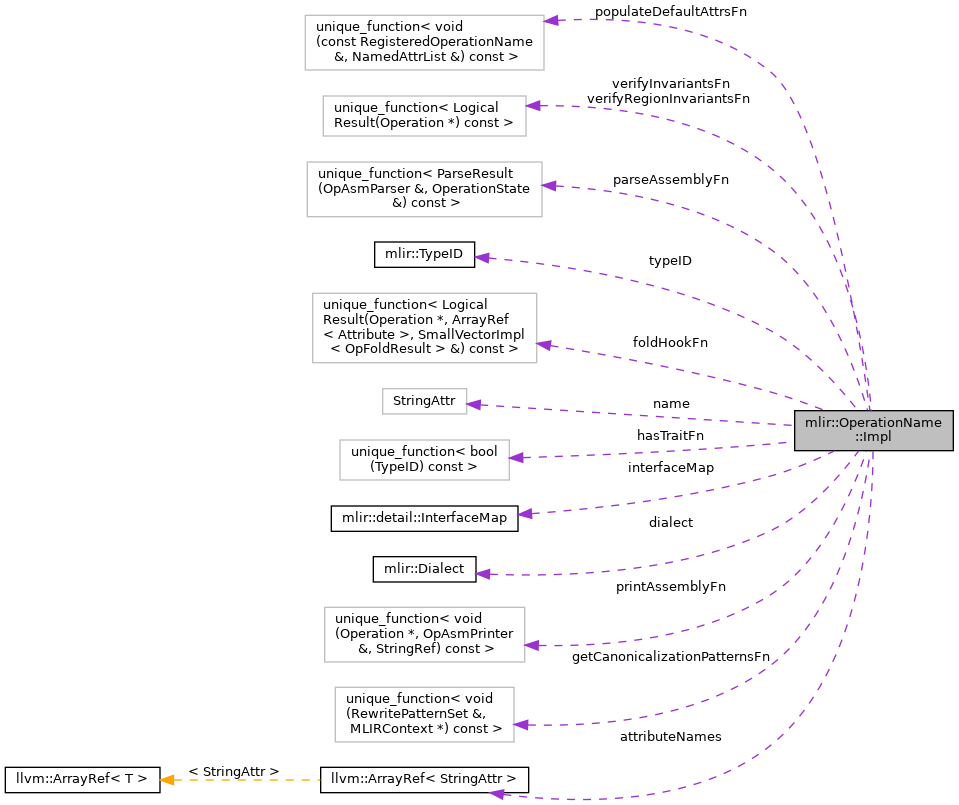 populateDefaultAttrsFn
unique_function< void
(const RegisteredOperationName
&, NamedAttrList &) const >
verifyInvariantsFn
verifyRegionInvariantsFn
unique_function< Logical
Result(Operation *) const >
parseAssemblyFn
unique_function< ParseResult
(OpAsmParser &, OperationState
&) const >
typeID
mlir::TypeID
unique_function< Logical
Result(Operation *, ArrayRef
< Attribute >, SmallVectorImpl
< OpFoldResult > &) const >
foldHookFn
StringAttr
name
mlir::OperationName
::Impl
hasTraitFn
unique_function< bool
(TypeID) const >
interfaceMap
mlir::detail::InterfaceMap
dialect
mlir::Dialect
printAssemblyFn
unique_function< void
(Operation *, OpAsmPrinter
&, StringRef) const >
getCanonicalizationPatternsFn
unique_function< void
(RewritePatternSet &,
MLIRContext *) const >
attributeNames
llvm::ArrayRef< T >
< StringAttr >
llvm::ArrayRef< StringAttr >